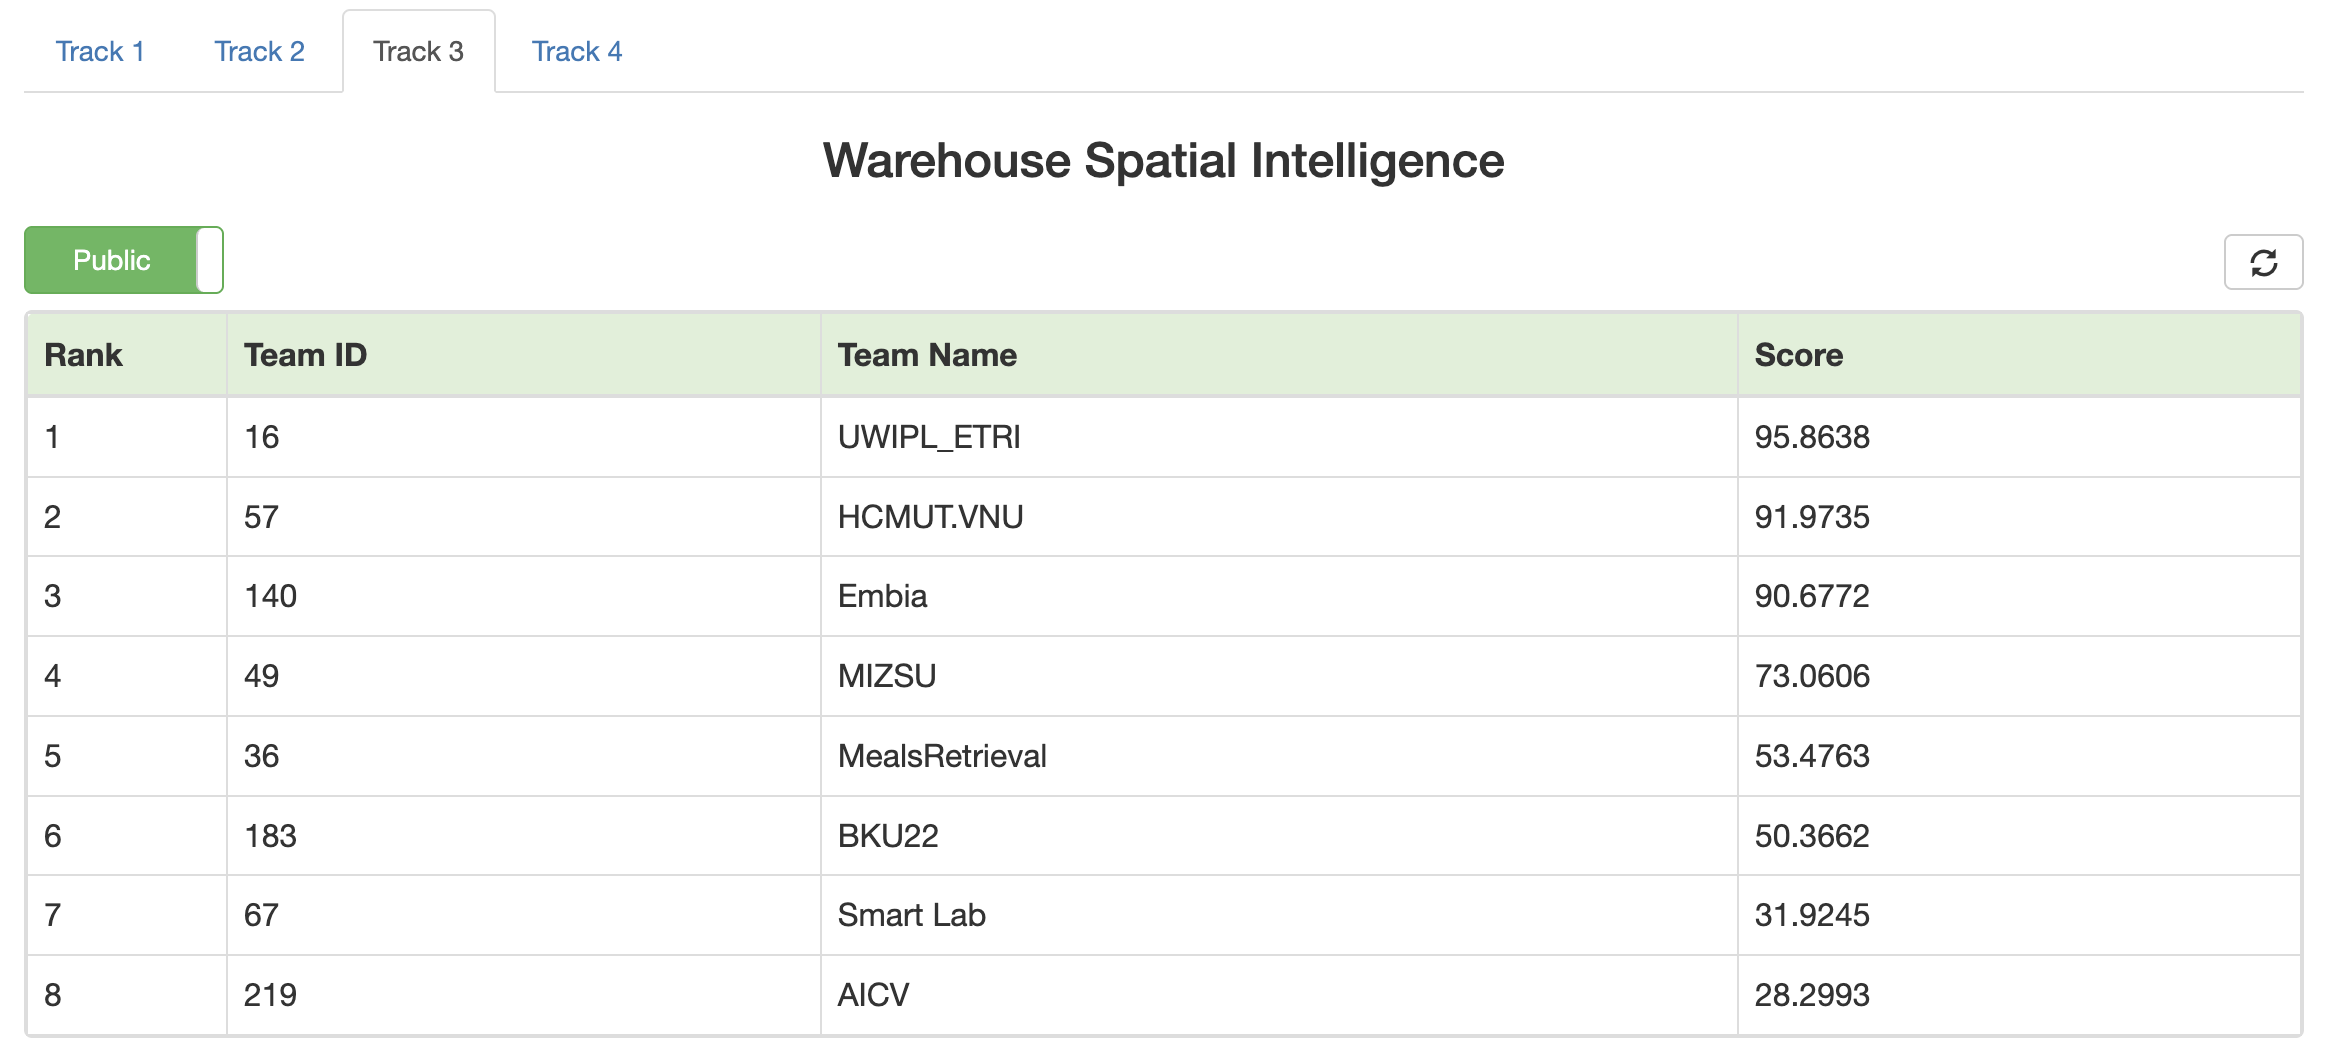 Track 1 Track 2 Track 3 Track 4
Warehouse Spatial Intelligence
Public
Rank Team ID Team Name Score
1 16 UWIPL_ETRI 95.8638
2 57 HCMUT.VNU 91.9735
3 140 Embia 90.6772
4 49 MIZSU 73.0606
5 36 MealsRetrieval 53.4763
6 183 BKU22 50.3662
7 67 Smart Lab 31.9245
8 219 AICV 28.2993